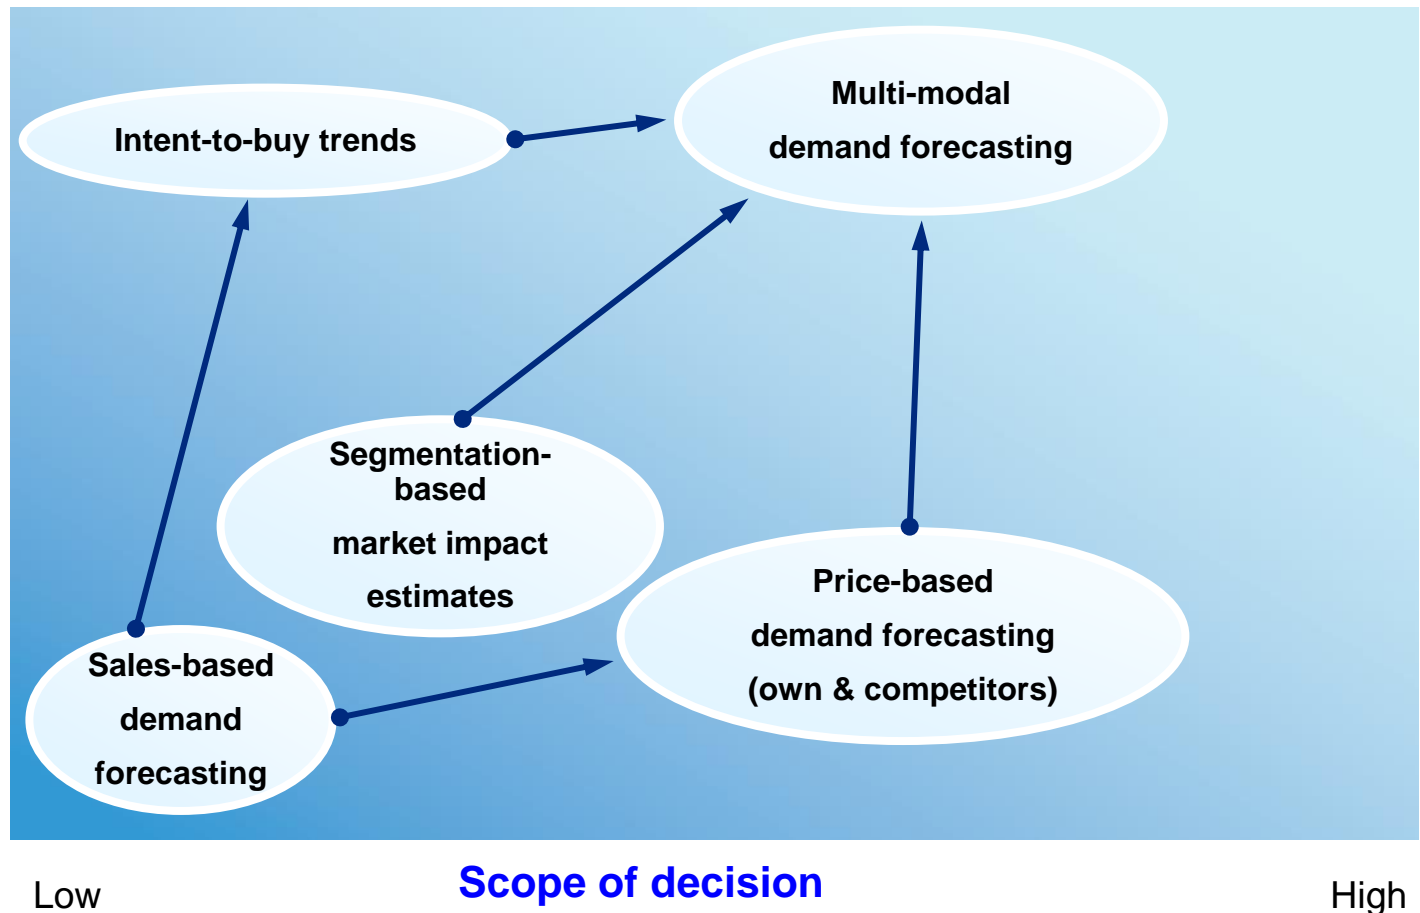 Intent-to-buy trends
Multi-modal
demand forecasting
Segmentation-
based
market impact
estimates
Price-based
demand forecasting
(own & competitors)
Sales-based
demand
forecasting
Low
Scope of decision
High